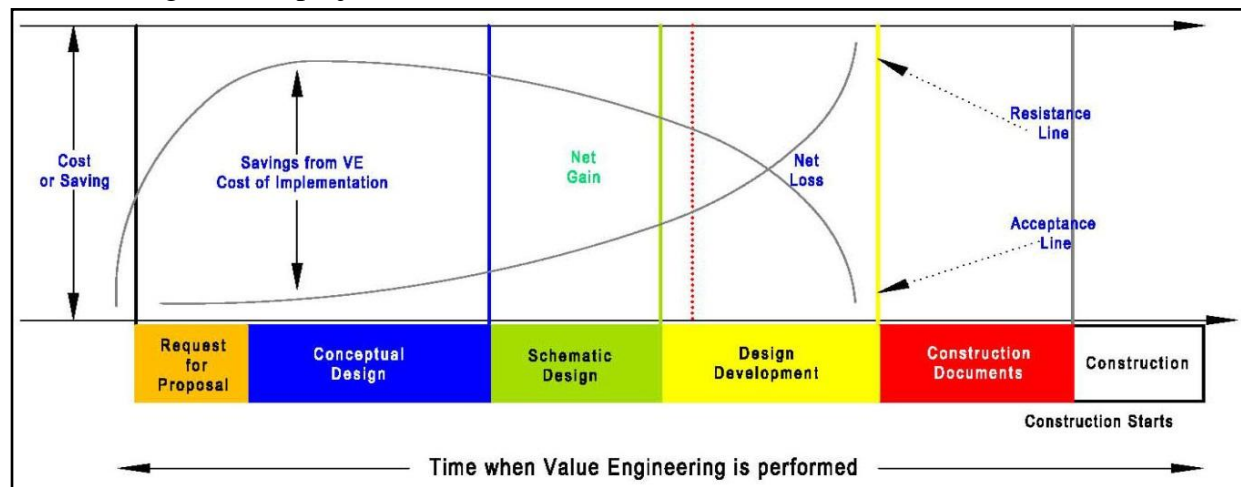 Cost
or Saving
Savings from VE
Cost of Implementation
Net
Gain
Net
Loss
Resistance
Line
Acceptance
Line
Request
for
Proposal
Conceptual
Design
Schematic
Design
Design
Development
Construction
Documents
Construction
Construction Starts
Time when Value Engineering is performed